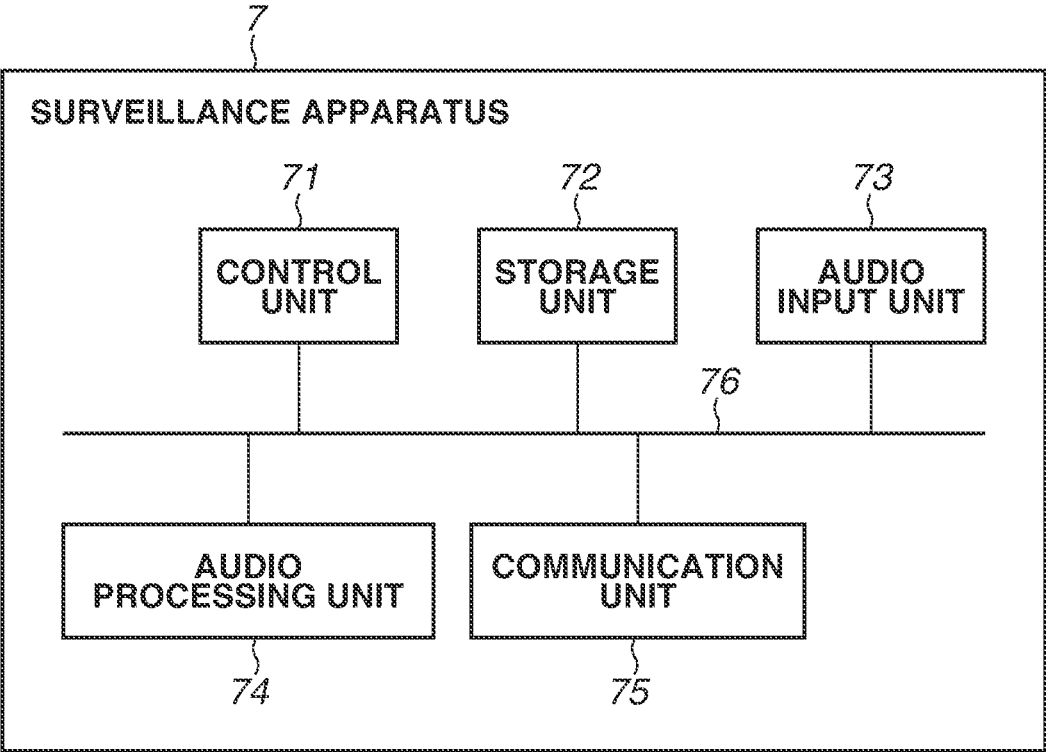 7
SURVEILLANCE APPARATUS
71
72
73
CONTROL
UNIT
STORAGE
UNIT
AUDIO
INPUT UNIT
76
AUDIO
PROCESSING UNIT
COMMUNICATION
UNIT
74
75